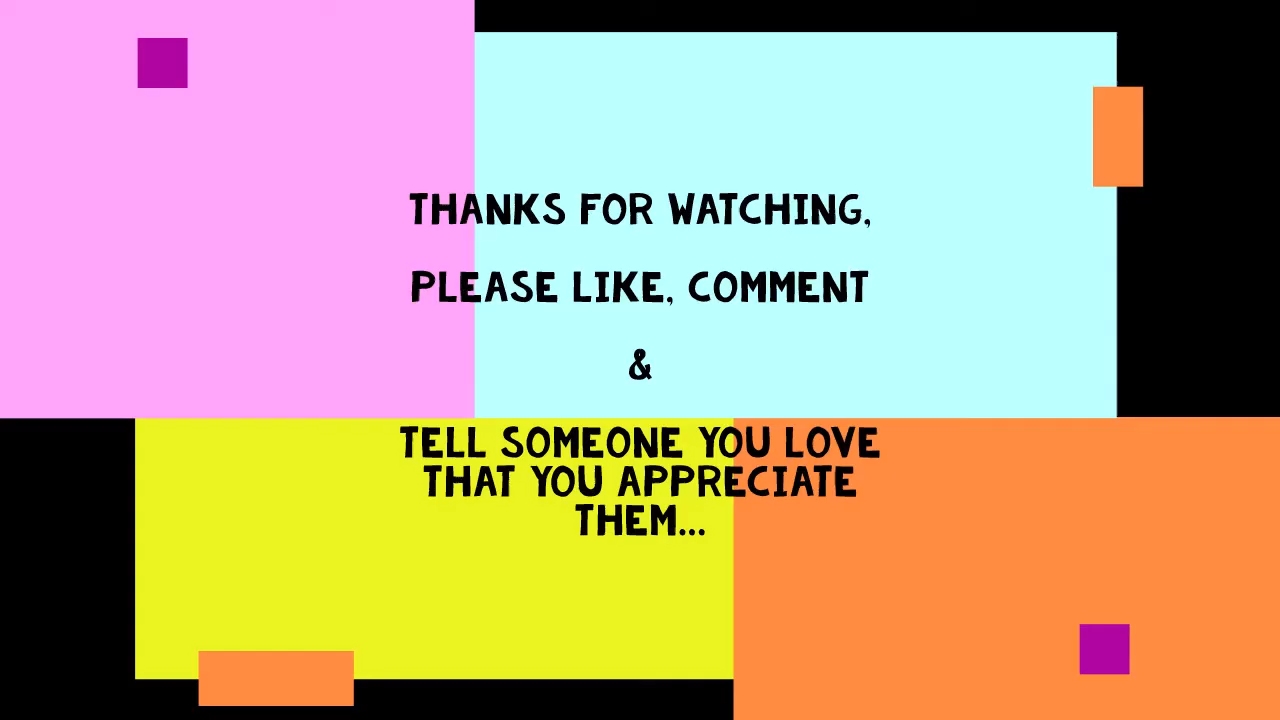 THANKS FOR WATCHING,
PLEASE LIKE, COMMENT
&
TELL SOMEONE YOU LOVE
THAT YOU APPRECIATE
THEM...